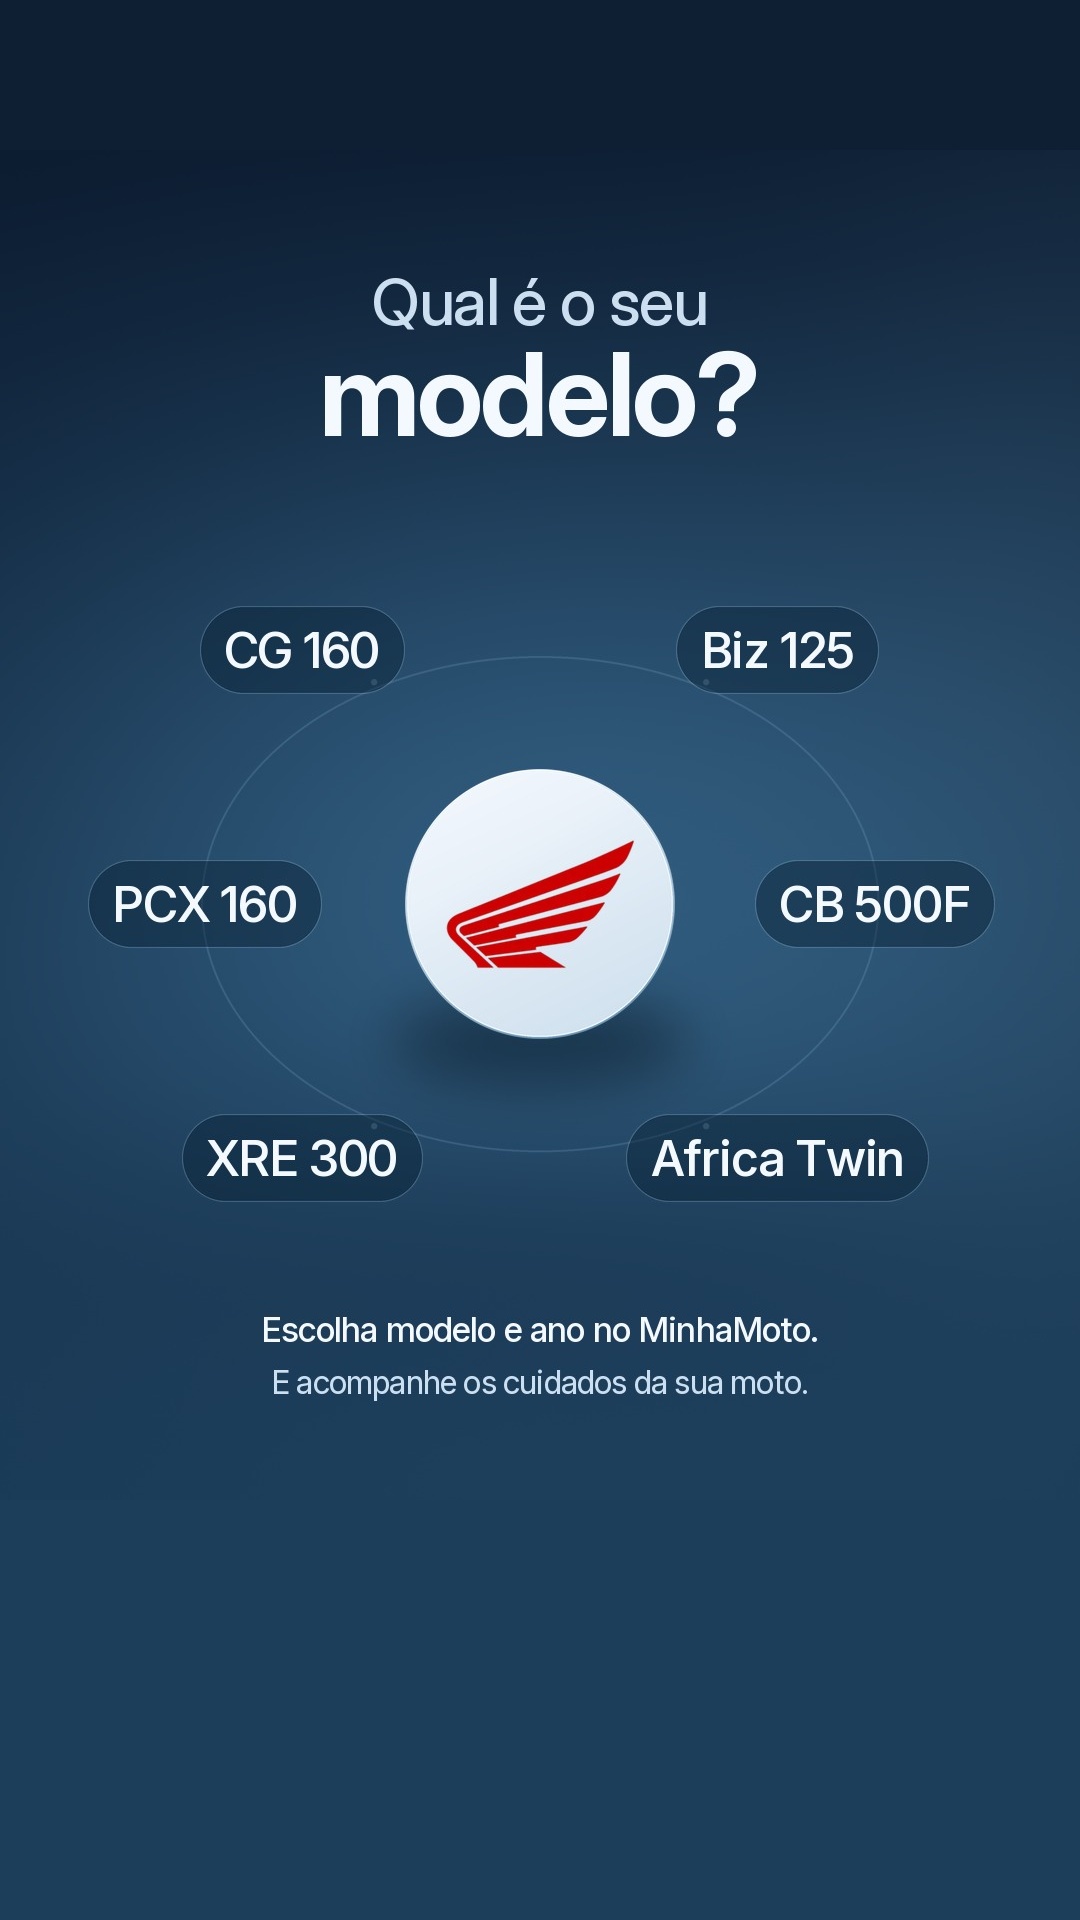 Qual é o seu
modelo?
CG 160
Biz 125
PCX 160
CB 500F
XRE 300
Africa Twin
Escolha modelo e ano no MinhaMoto.
E acompanhe os cuidados da sua moto.